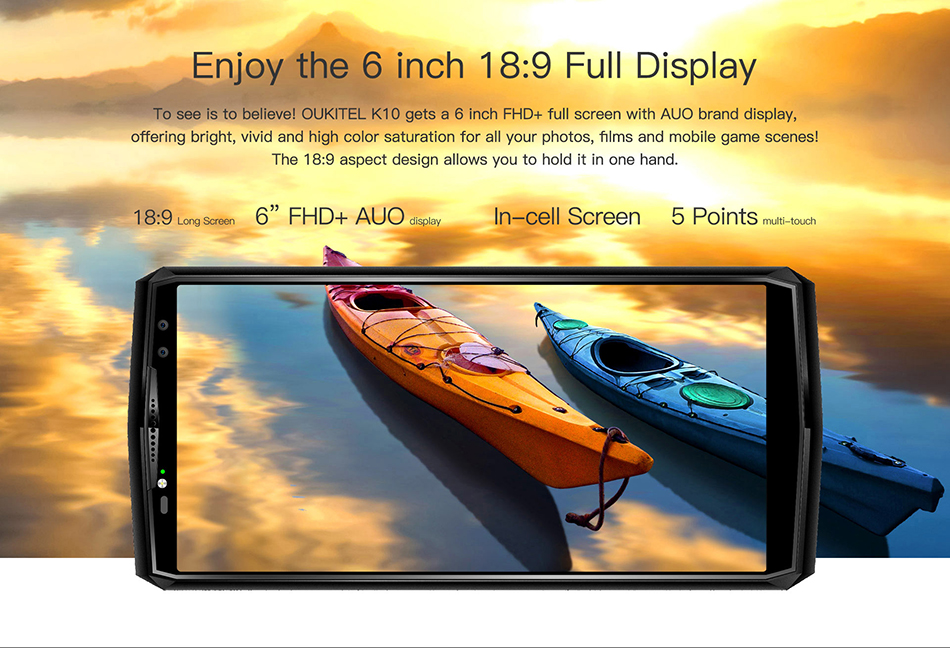 Enjoy the 6 inch 18:9 Full Display
To see is to believe! OUKITEL K10 gets a 6 inch FHD+ full screen with AUO brand display,
offering bright, vivid and high color saturation for all your photos, films and mobile game scenes!
The 18:9 aspect design allows you to hold it in one hand.
18:9 Long Screen 6” FHD+ AUO display In-cell Screen 5 Points multi-touch